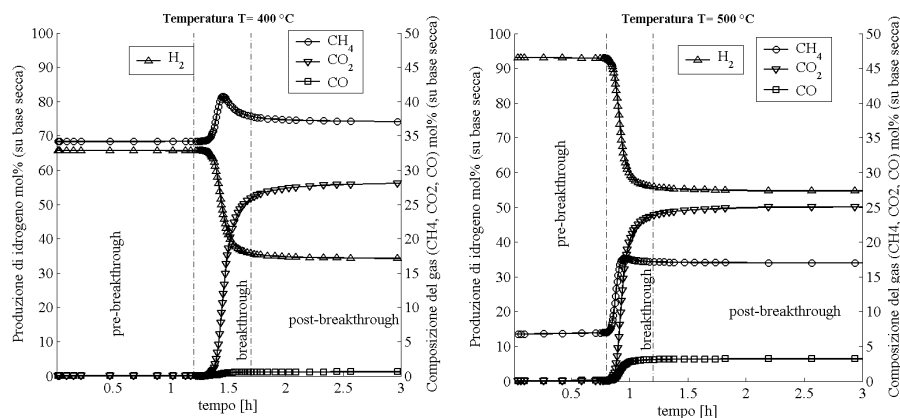 Temperatura T= 400 °C
Produzione di idrogeno mol% (su base secca)
100
90
80
70
60
50
40
30
20
10
0
H2
CH4
CO2
CO
pre-breakthrough
breakthrough
post-breakthrough
50
45
40
35
30
25
20
15
10
5
0
Composizione del gas (CH4, CO2, CO) mol% (su base secca)
0.5
1
1.5
2
2.5
3
tempo [h]
Temperatura T= 500 °C
Produzione di idrogeno mol% (su base secca)
100
90
80
70
60
50
40
30
20
10
0
H2
CH4
CO2
CO
pre-breakthrough
breakthrough
post-breakthrough
50
45
40
35
30
25
20
15
10
5
0
Composizione del gas (CH4, CO2, CO) mol% (su base secca)
0.5
1
1.5
2
2.5
3
tempo [h]